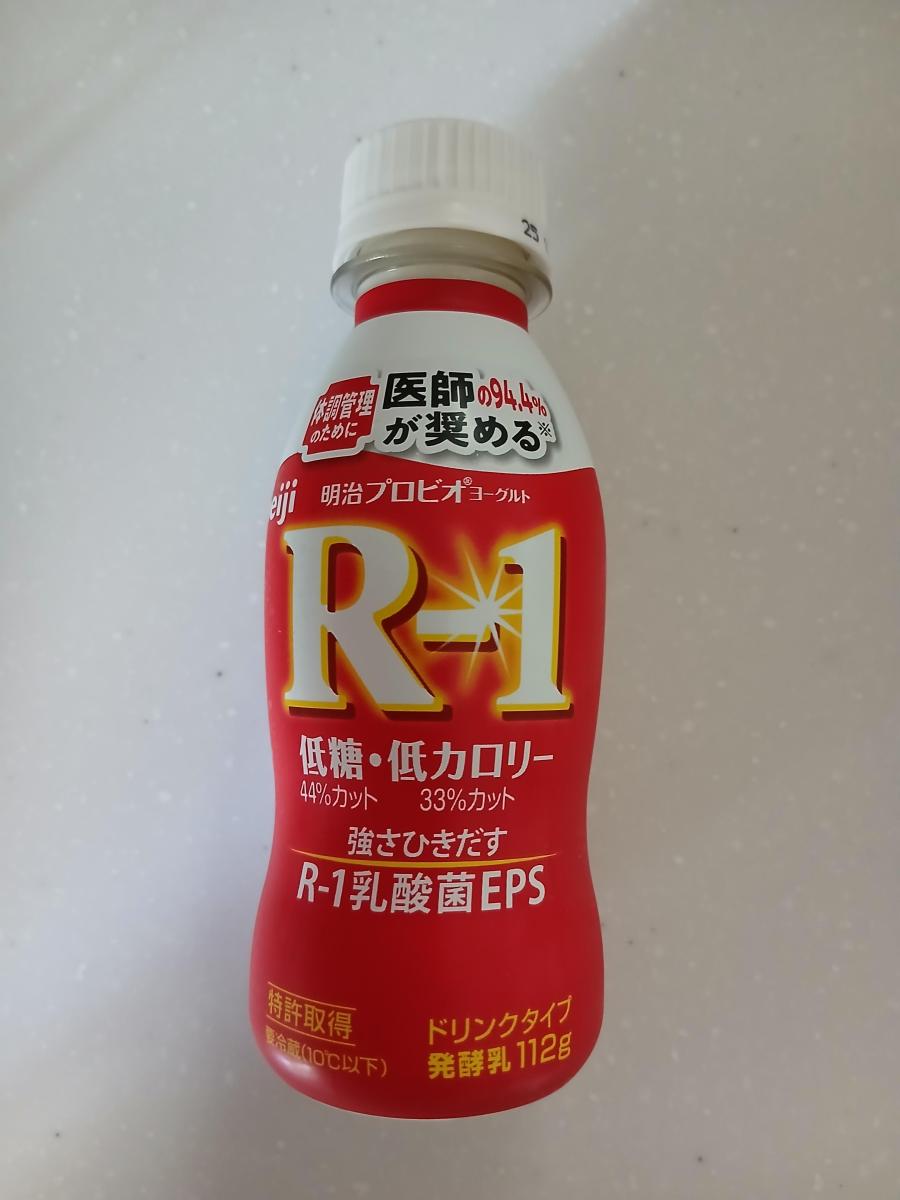 25
体調管理
のために
医師の94.4%
が奨める※
eiji
明治プロビオ®ヨーグルト
R-1
低糖・低カロリー
44%カット 33%カット
強さひきだす
R-1乳酸菌EPS
特許取得
要冷蔵(10℃以下)
ドリンクタイプ
発酵乳 112g